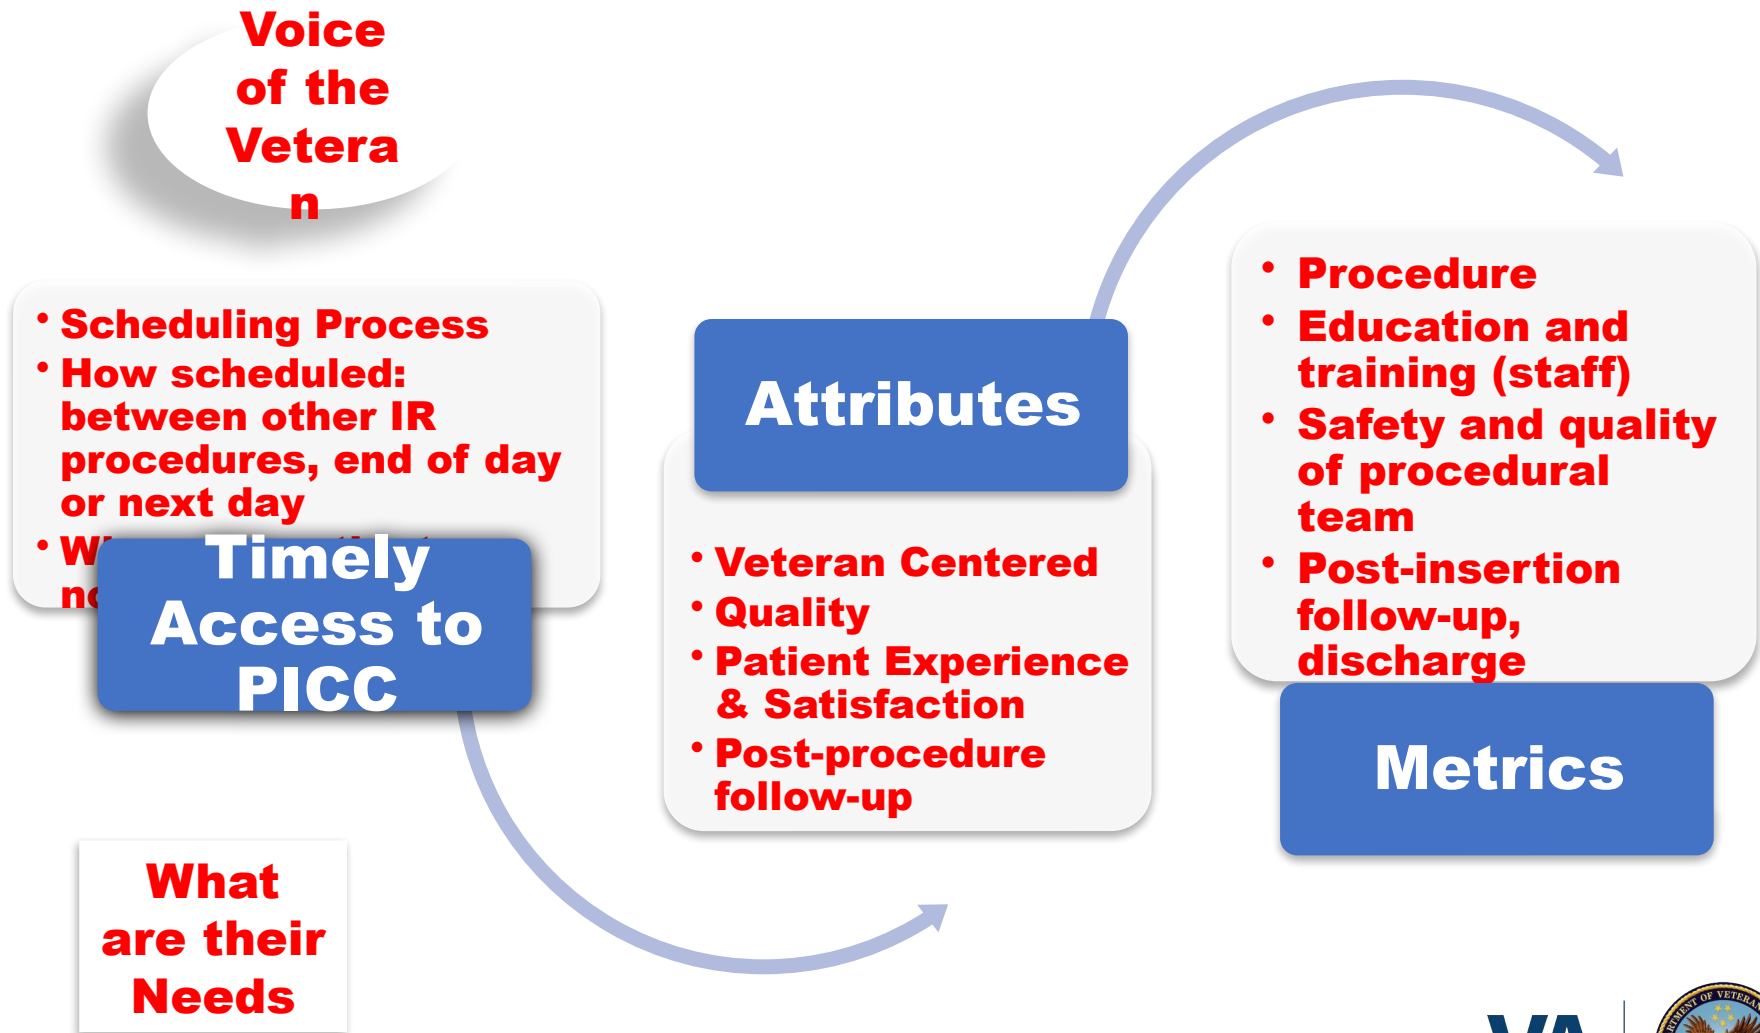 Voice
of the
Vetera
n
• Scheduling Process
• How scheduled:
between other IR
procedures, end of day
or next day
Timely
Access to
PICC
What
are their
Needs
Attributes
• Veteran Centered
• Quality
• Patient Experience
& Satisfaction
• Post-procedure
follow-up
• Procedure
• Education and
training (staff)
• Safety and quality
of procedural
team
• Post-insertion
follow-up,
discharge
Metrics
VA